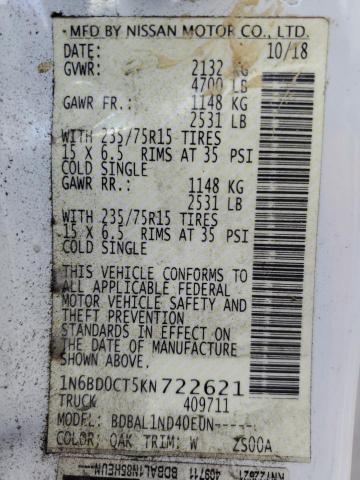 MFD BY NISSAN MOTOR CO., LTD.
DATE: 10/18
GVWR: 2132 KG
4700 LB
GAWR FR.: 1148 KG
2531 LB
WITH 235/75R15 TIRES
15 X 6.5 RIMS AT 35 PSI
COLD SINGLE
GAWR RR.: 1148 KG
2531 LB
WITH 235/75R15 TIRES
15 X 6.5 RIMS AT 35 PSI
COLD SINGLE
THIS VEHICLE CONFORMS TO
ALL APPLICABLE FEDERAL
MOTOR VEHICLE SAFETY AND
THEFT PREVENTION
STANDARDS IN EFFECT ON
THE DATE OF MANUFACTURE
SHOWN ABOVE.
1N6BD0CT5KN722621
TRUCK 409711
MODEL: BDBAL1ND40EUN-----
COLOR: QAK TRIM: W ZS00A
KN722621 409711 BDBAL1N85HEUN